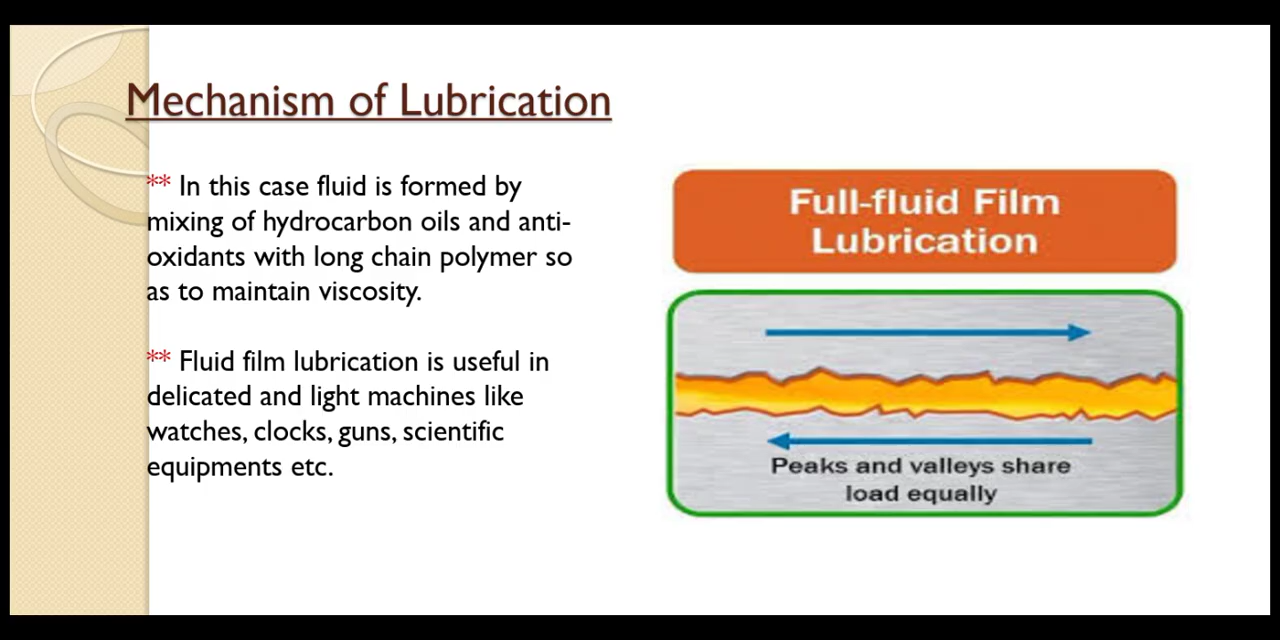 Mechanism of Lubrication
** In this case fluid is formed by
mixing of hydrocarbon oils and anti-
oxidants with long chain polymer so
as to maintain viscosity.
** Fluid film lubrication is useful in
delicated and light machines like
watches, clocks, guns, scientific
equipments etc.
Full-fluid Film
Lubrication
Peaks and valleys share
load equally